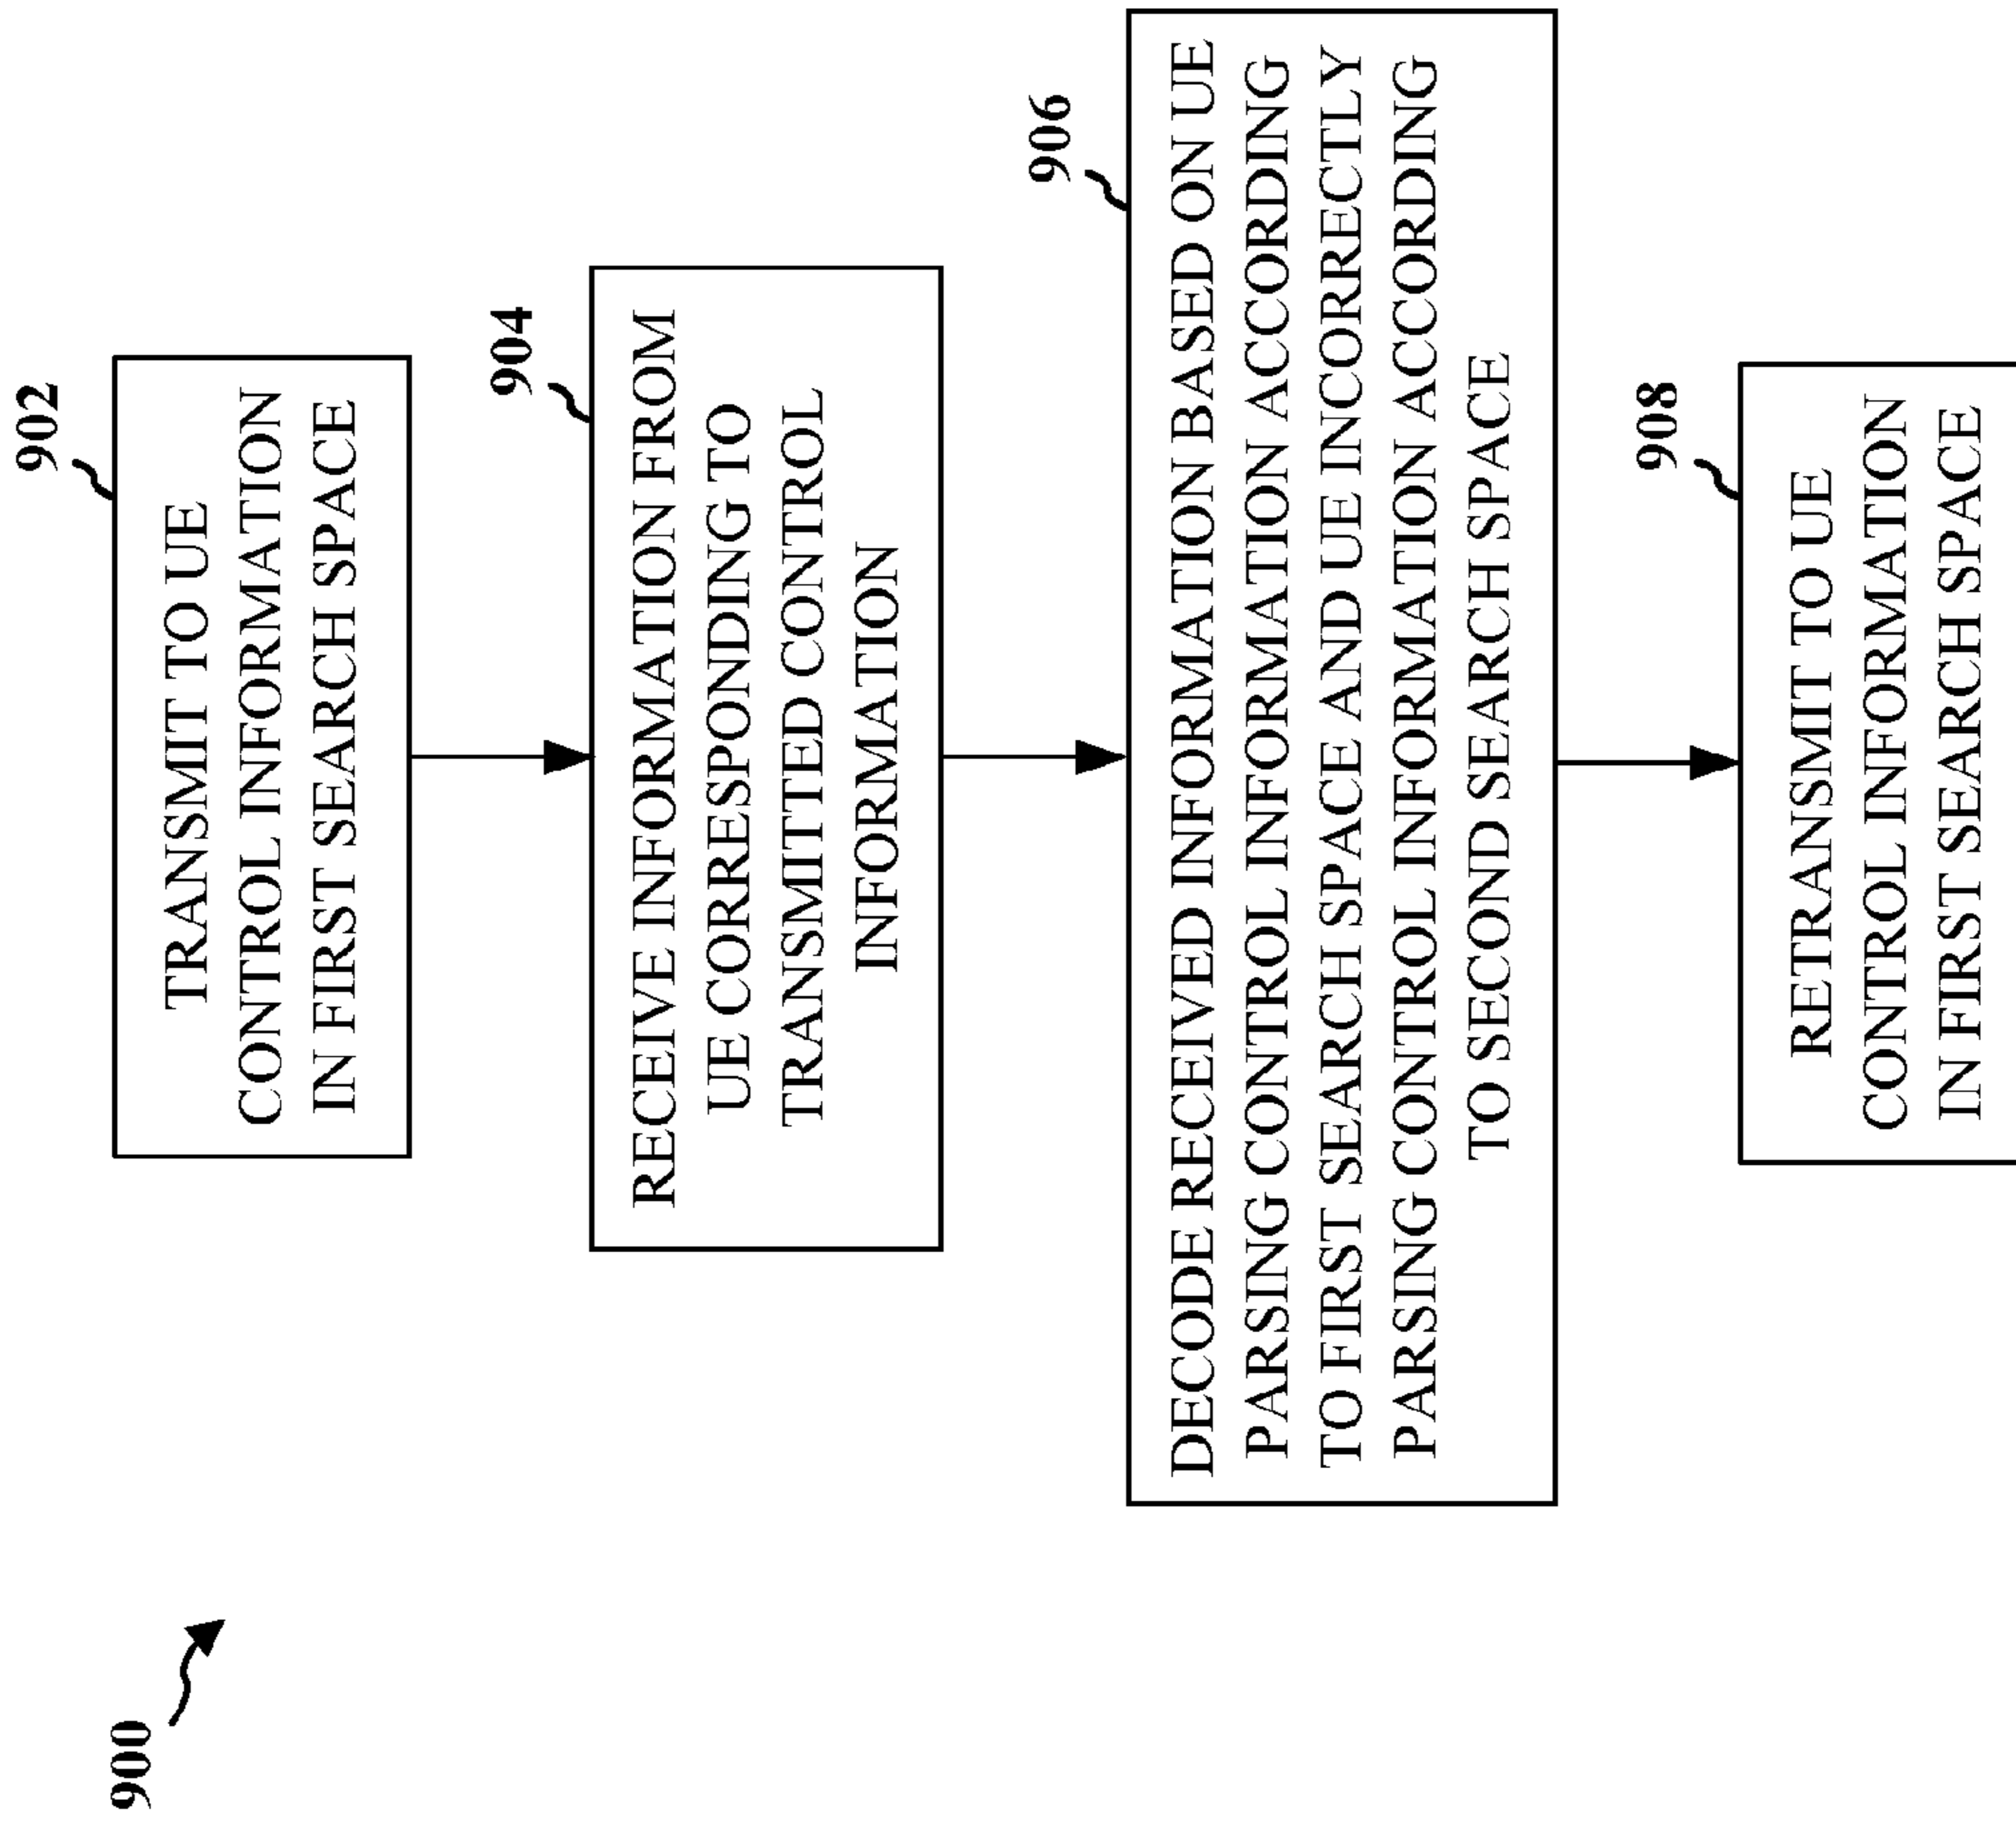 900
902
TRANSMIT TO UE
CONTROL INFORMATION
IN FIRST SEARCH SPACE
904
RECEIVE INFORMATION FROM
UE CORRESPONDING TO
TRANSMITTED CONTROL
INFORMATION
906
DECODE RECEIVED INFORMATION BASED ON UE
PARSING CONTROL INFORMATION ACCORDING
TO FIRST SEARCH SPACE AND UE INCORRECTLY
PARSING CONTROL INFORMATION ACCORDING
TO SECOND SEARCH SPACE
908
RETRANSMIT TO UE
CONTROL INFORMATION
IN FIRST SEARCH SPACE